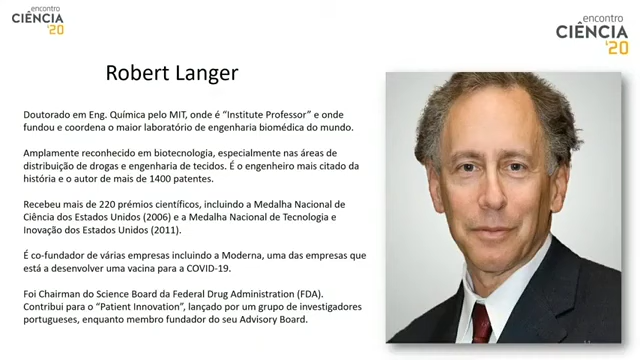 encontro
CIÊNCIA
'20
encontro
CIÊNCIA
'20
Robert Langer
Doutorado em Eng. Química pelo MIT, onde é “Institute Professor” e onde
fundou e coordena o maior laboratório de engenharia biomédica do mundo.
Amplamente reconhecido em biotecnologia, especialmente nas áreas de
distribuição de drogas e engenharia de tecidos. É o engenheiro mais citado da
história e o autor de mais de 1400 patentes.
Recebeu mais de 220 prémios científicos, incluindo a Medalha Nacional de
Ciência dos Estados Unidos (2006) e a Medalha Nacional de Tecnologia e
Inovação dos Estados Unidos (2011).
É co-fundador de várias empresas incluindo a Moderna, uma das empresas que
está a desenvolver uma vacina para a COVID-19.
Foi Chairman do Science Board da Federal Drug Administration (FDA).
Contribui para o “Patient Innovation”, lançado por um grupo de investigadores
portugueses, enquanto membro fundador do seu Advisory Board.